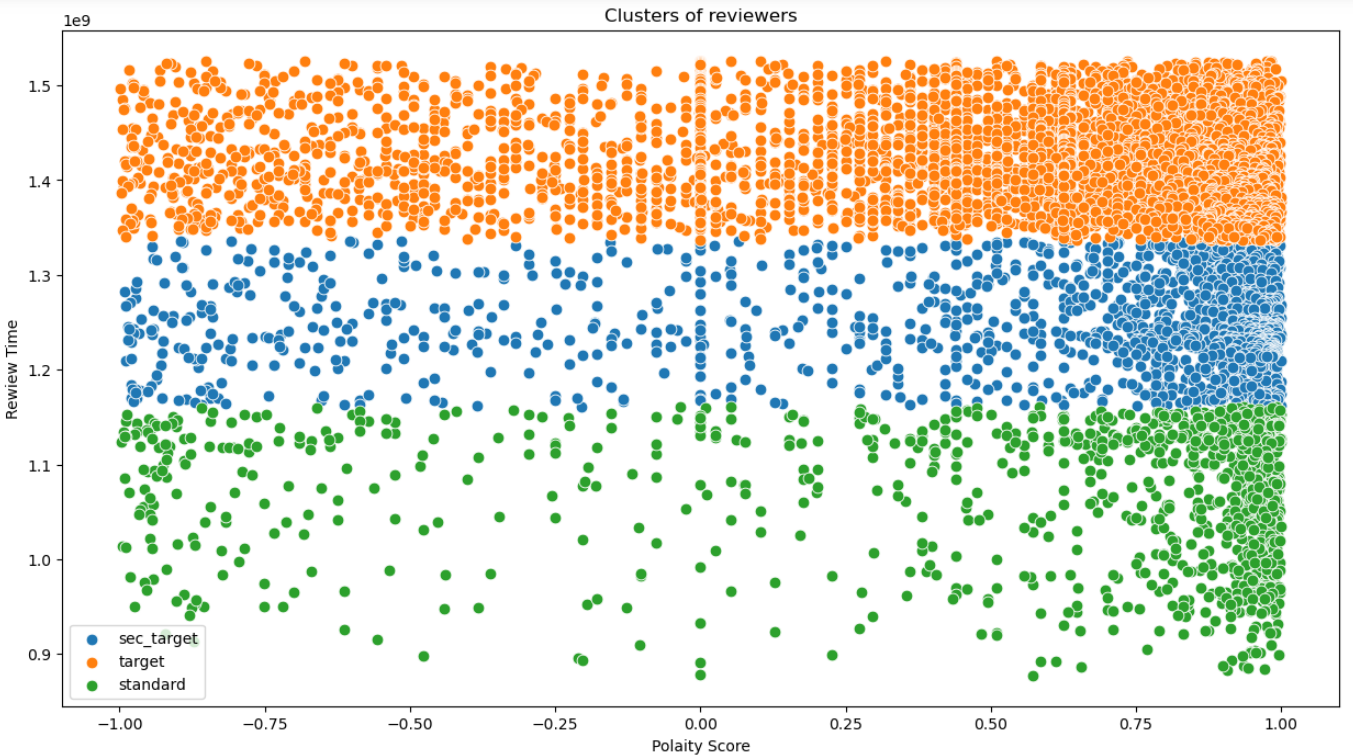 Clusters of reviewers
1e9
1.5
1.4
1.3
1.2
1.1
1.0
0.9
Rewiew Time
sec_target
target
standard
−1.00 −0.75 −0.50 −0.25 0.00 0.25 0.50 0.75 1.00
Polaity Score